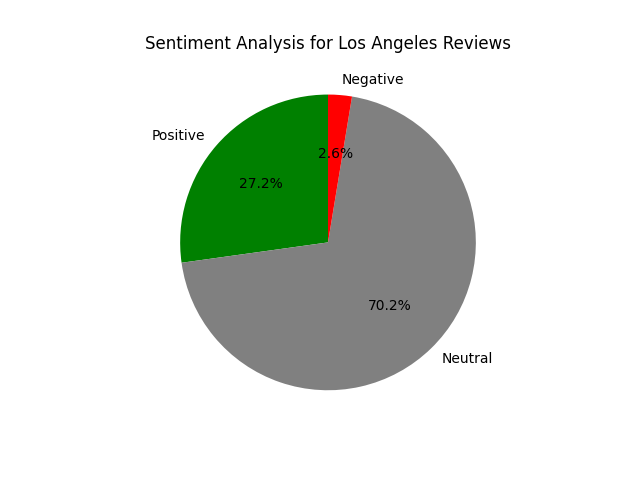 Sentiment Analysis for Los Angeles Reviews
Negative
Positive
2.6%
27.2%
70.2%
Neutral